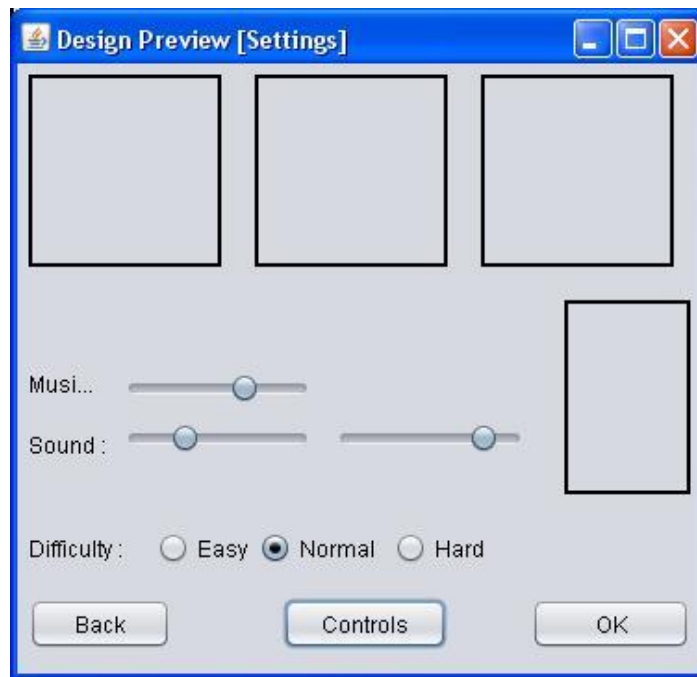 Design Preview [Settings]
Musi...
Sound :
Difficulty : Easy Normal Hard
Back Controls OK